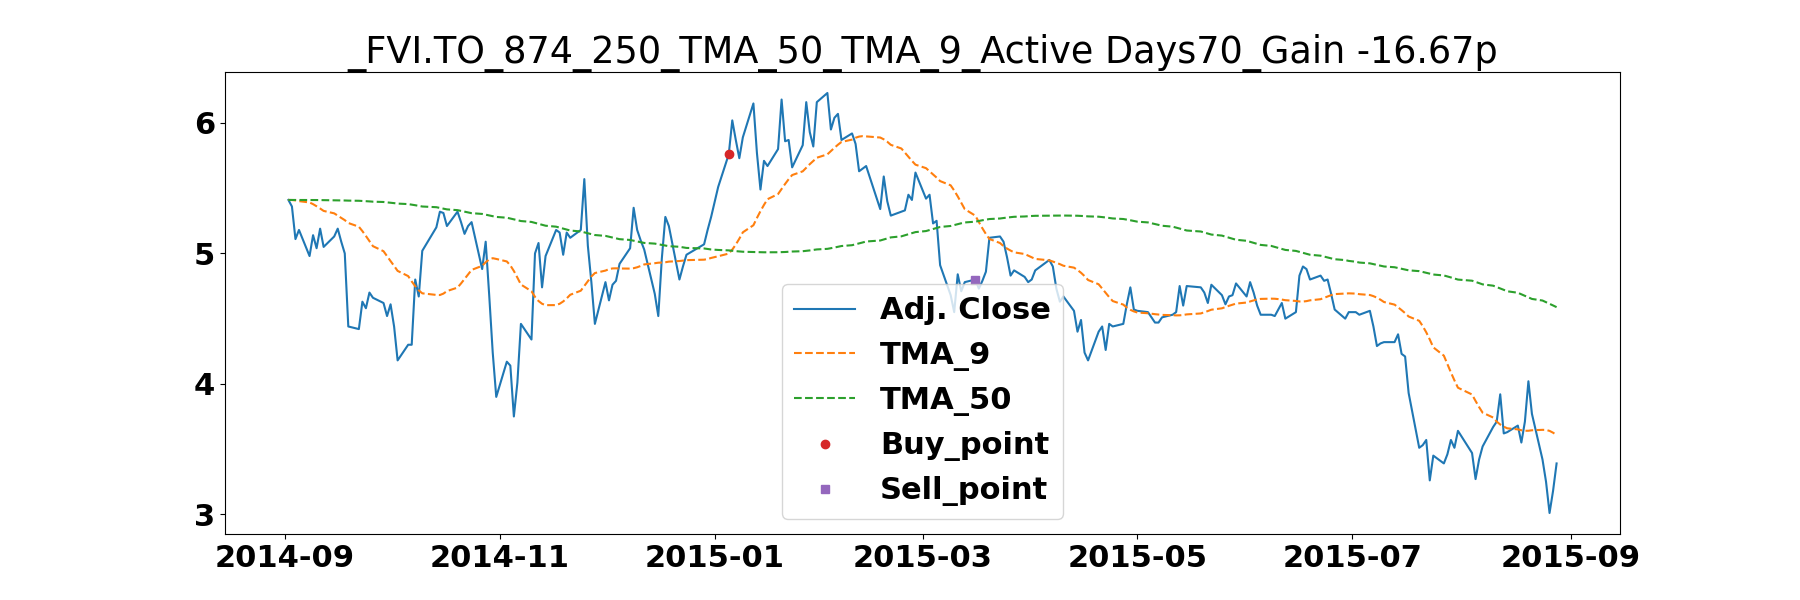 _FVI.TO_874_250_TMA_50_TMA_9_Active Days70_Gain -16.67p
6
5
4
3
2014-09 2014-11 2015-01 2015-03 2015-05 2015-07 2015-09
Adj. Close
TMA_9
TMA_50
Buy_point
Sell_point